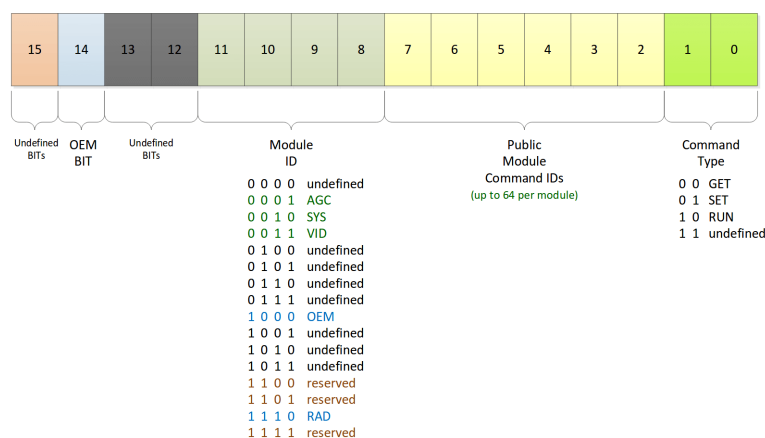 15 14 13 12 11 10 9 8 7 6 5 4 3 2 1 0
Undefined BITs
OEM BIT
Undefined BITs
Module ID
0 0 0 0 undefined
0 0 0 1 AGC
0 0 1 0 SYS
0 0 1 1 VID
0 1 0 0 undefined
0 1 0 1 undefined
0 1 1 0 undefined
0 1 1 1 undefined
1 0 0 0 OEM
1 0 0 1 undefined
1 0 1 0 undefined
1 0 1 1 undefined
1 1 0 0 reserved
1 1 0 1 reserved
1 1 1 0 RAD
1 1 1 1 reserved
Public
Module
Command IDs
(up to 64 per module)
Command
Type
0 0 GET
0 1 SET
1 0 RUN
1 1 undefined